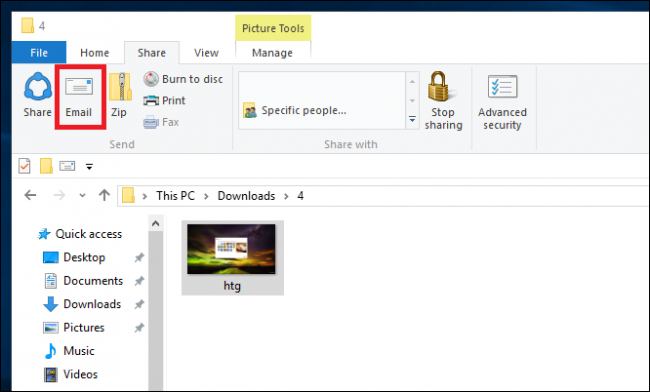 4
Picture Tools
File Home Share View Manage
Share Email Zip
Burn to disc
Print
Fax
Specific people...
Stop sharing
Advanced security
Send Share with
This PC Downloads 4
Quick access
Desktop
Documents
Downloads
Pictures
Music
Videos
htg